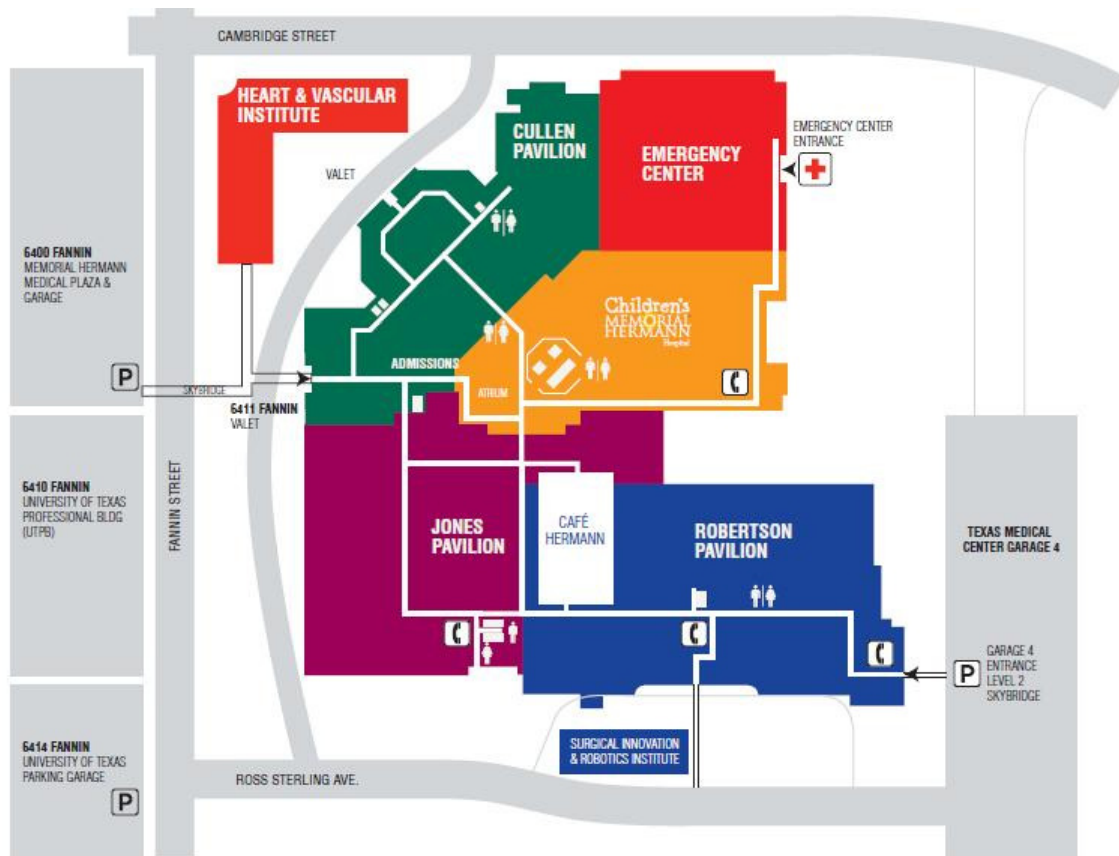 CAMBRIDGE STREET
HEART & VASCULAR
INSTITUTE
CULLEN
PAVILION
EMERGENCY
CENTER
EMERGENCY CENTER
ENTRANCE
VALET
6400 FANNIN
MEMORIAL HERMANN
MEDICAL PLAZA &
GARAGE
P
SKYBRIDGE
6411 FANNIN
VALET
ADMISSIONS
ATRIUM
Children's
MEMORIAL
HERMANN
Hospital
6410 FANNIN
UNIVERSITY OF TEXAS
PROFESSIONAL BLDG
(UTPB)
FANNIN STREET
JONES
PAVILION
CAFÉ
HERMANN
ROBERTSON
PAVILION
TEXAS MEDICAL
CENTER GARAGE 4
P
GARAGE 4
ENTRANCE
LEVEL 2
SKYBRIDGE
6414 FANNIN
UNIVERSITY OF TEXAS
PARKING GARAGE
P
SURGICAL INNOVATION
& ROBOTICS INSTITUTE
ROSS STERLING AVE.